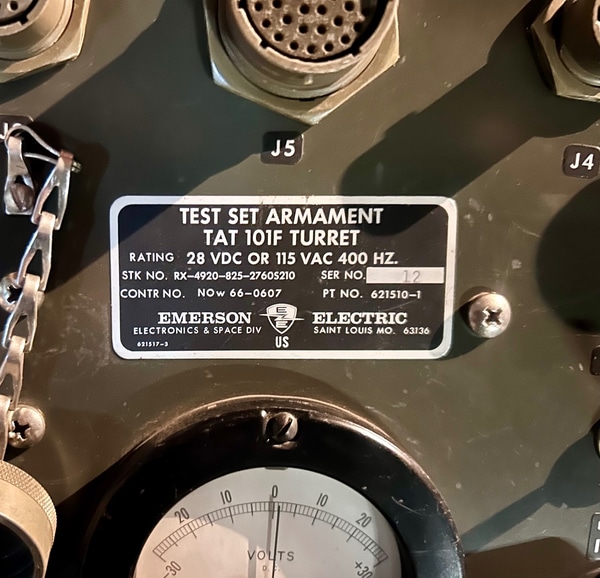 J5
J4
TEST SET ARMAMENT
TAT 101F TURRET
RATING 28 VDC OR 115 VAC 400 HZ.
STK NO. RX-4920-825-2760S210 SER NO. 12
CONTR NO. NOw 66-0607 PT NO. 621510-1
EMERSON EZE ELECTRIC
ELECTRONICS & SPACE DIV SAINT LOUIS MO. 63136
621517-3 US
20 10 0 10 20
-30 VOLTS +30
D.C.